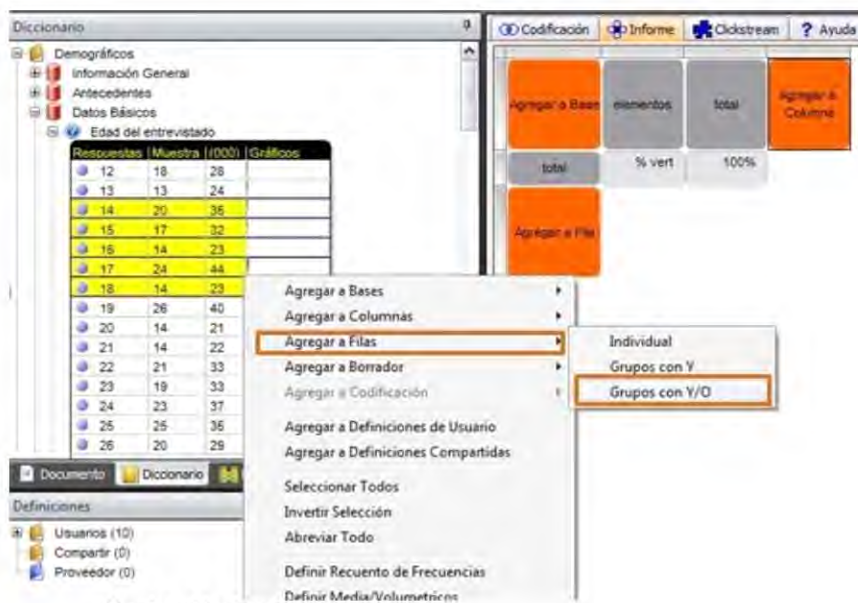 Diccionario
Demográficos
Información General
Antecedentes
Datos Básicos
Edad del entrevistado
Respuestas Muestra (000) Gráficos
12 18 28
13 13 24
14 20 36
15 17 32
16 14 23
17 24 44
18 14 23
19 26 40
20 14 21
21 14 22
22 21 33
23 19 33
24 23 37
25 25 36
26 20 29
Documento Diccionario
Definiciones
Usuarios (10)
Compartir (0)
Proveedor (0)
Codificación Informe Clickstream ? Ayuda
Agregar a Base elementos total Agregar a Columna
total % vert 100%
Agregar a Fila
Agregar a Bases
Agregar a Columnas
Agregar a Filas
Agregar a Borrador
Agregar a Codificación
Agregar a Definiciones de Usuario
Agregar a Definiciones Compartidas
Seleccionar Todos
Invertir Selección
Abreviar Todo
Definir Recuento de Frecuencias
Definir Media/Volumetricos
Individual
Grupos con Y
Grupos con Y/O